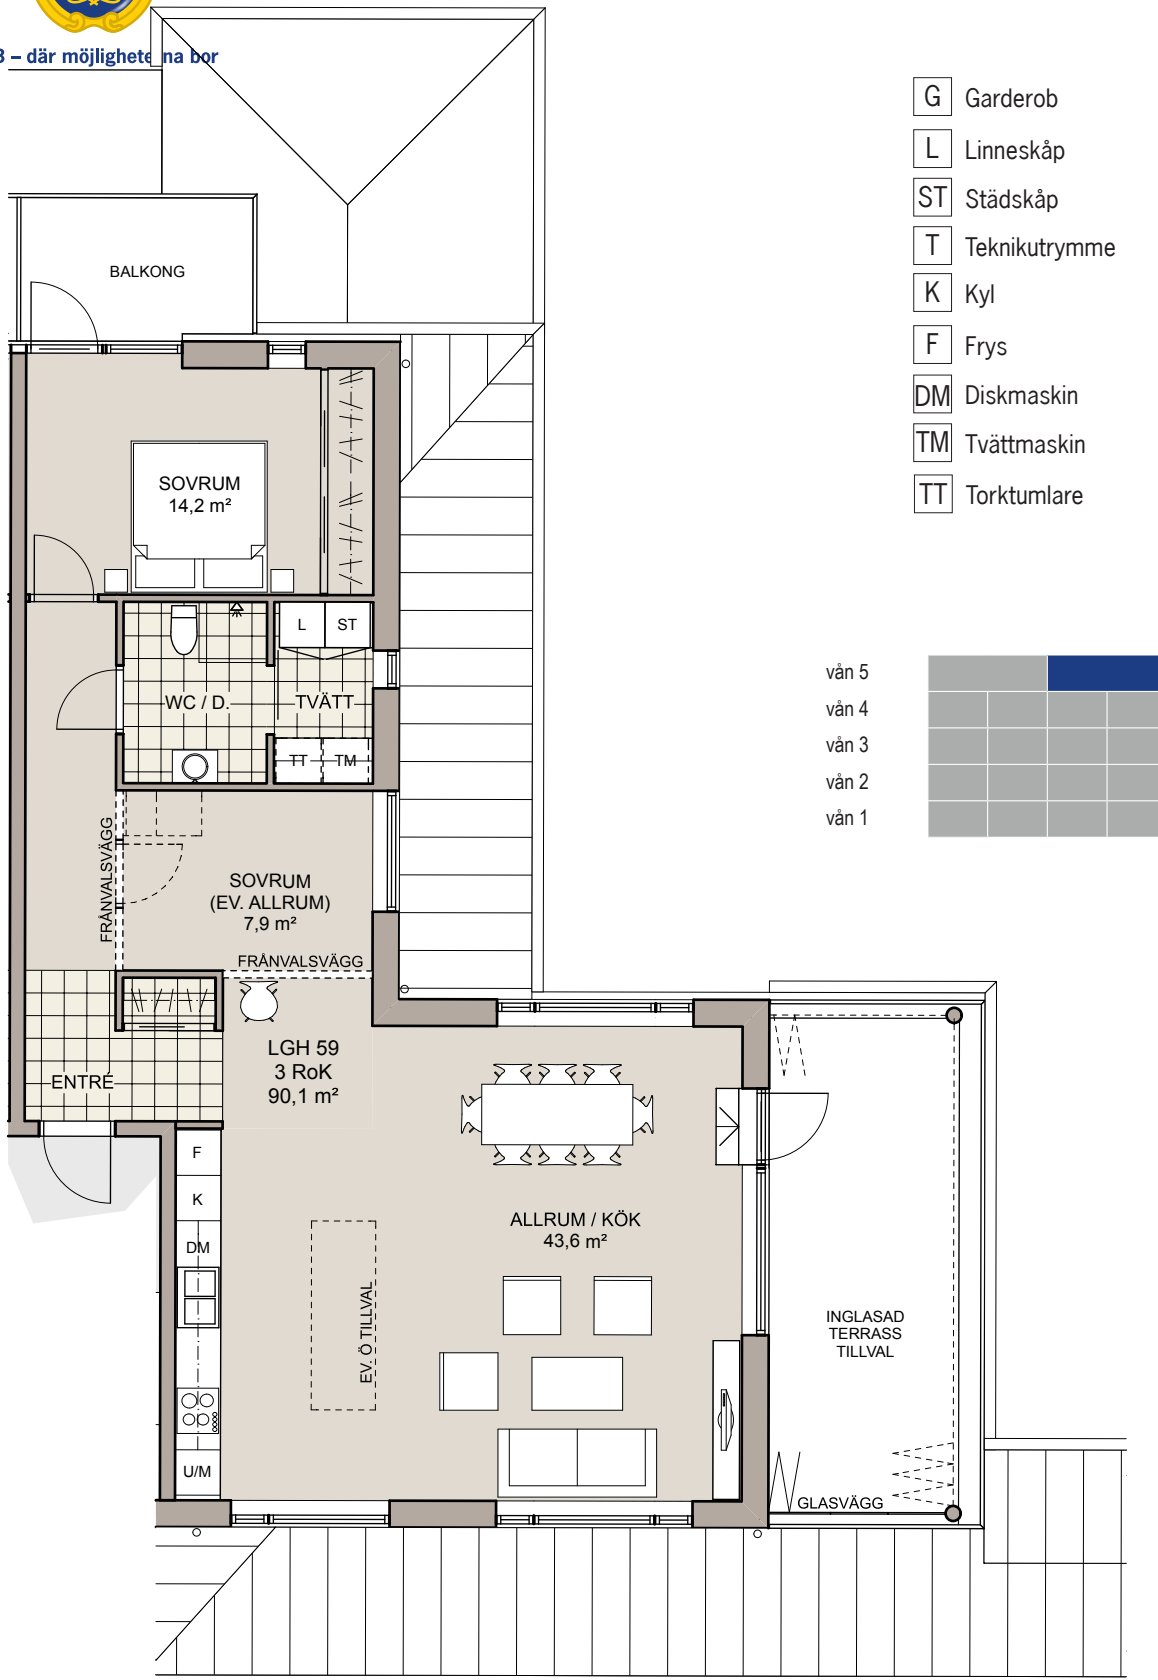 – där möjligheterna bor
G Garderob
L Linneskåp
ST Städskåp
T Teknikutrymme
K Kyl
F Frys
DM Diskmaskin
TM Tvättmaskin
TT Torktumlare
BALKONG
SOVRUM
14,2 m²
L
ST
WC / D.
TVÄTT
TT
TM
vån 5
vån 4
vån 3
vån 2
vån 1
FRÅNVALSVÄGG
SOVRUM
(EV. ALLRUM)
7,9 m²
FRÅNVALSVÄGG
LGH 59
3 RoK
90,1 m²
ENTRÉ
F
K
DM
U/M
EV. Ö TILLVAL
ALLRUM / KÖK
43,6 m²
INGLASAD
TERRASS
TILLVAL
GLASVÄGG